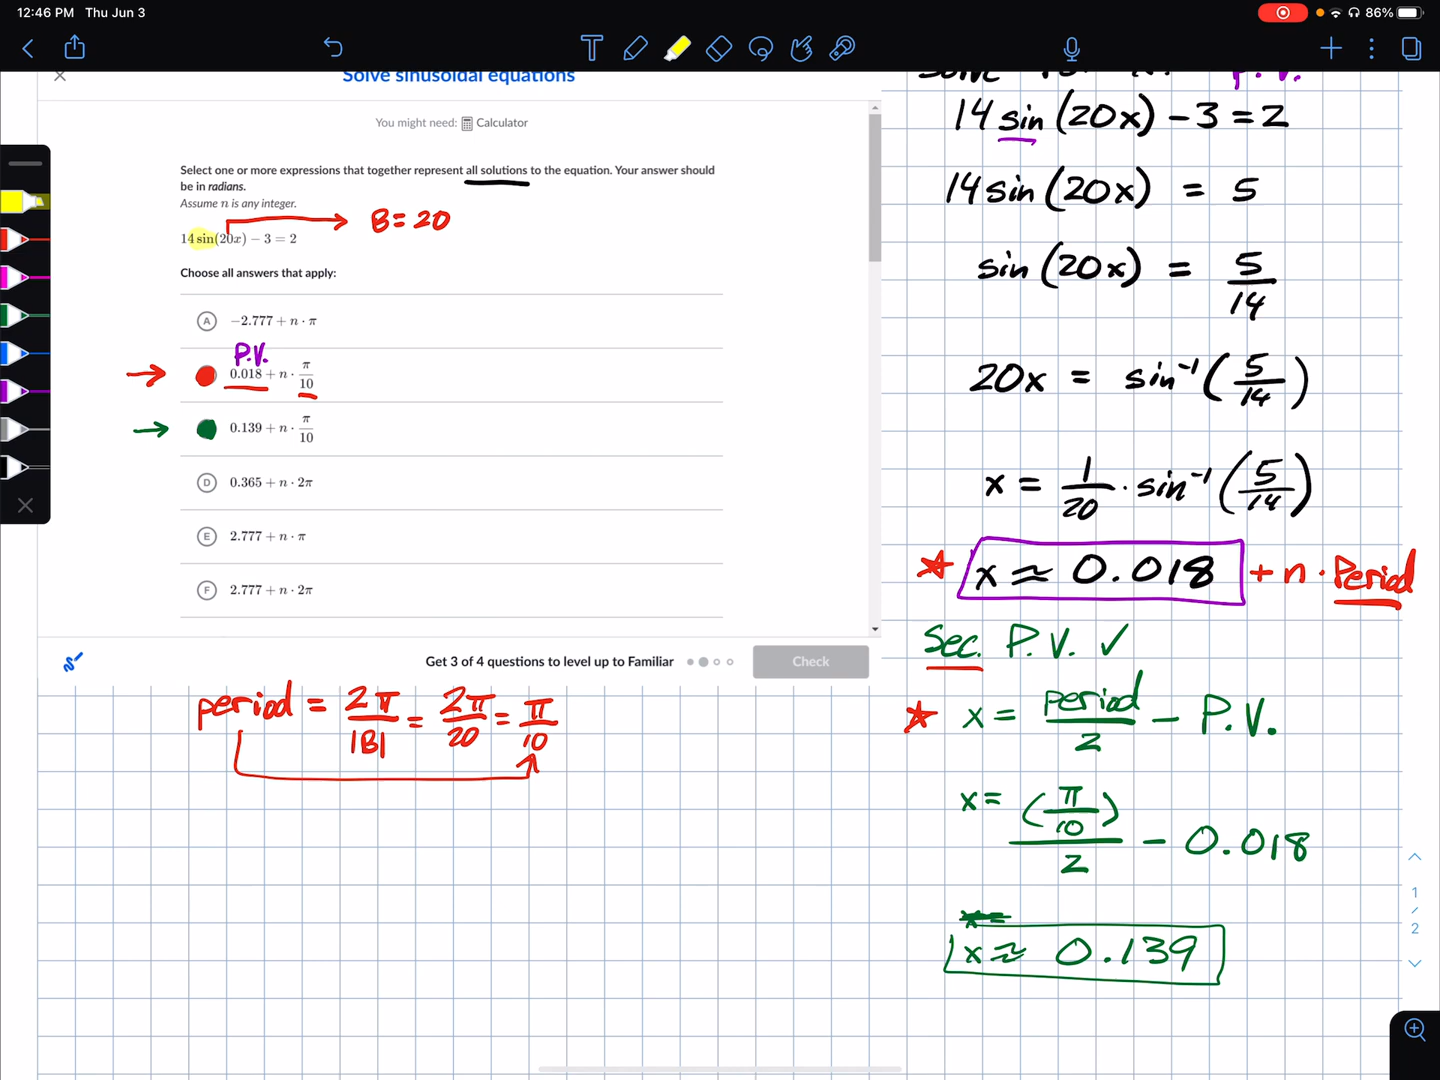 12:46 PM Thu Jun 3
86%
Solve sinusoidal equations
You might need: Calculator
Select one or more expressions that together represent all solutions to the equation. Your answer should
be in radians.
Assume n is any integer.
B = 20
14 sin(20x) − 3 = 2
Choose all answers that apply:
A −2.777 + n · π
P.V.
0.018 + n · π/10
0.139 + n · π/10
D 0.365 + n · 2π
E 2.777 + n · π
F 2.777 + n · 2π
Get 3 of 4 questions to level up to Familiar
Check
period = 2π/|B| = 2π/20 = π/10
P.V.
14 sin (20x) − 3 = 2
14 sin (20x) = 5
sin (20x) = 5/14
20x = sin⁻¹ (5/14)
x = 1/20 · sin⁻¹ (5/14)
x ≈ 0.018 + n · Period
Sec. P.V. ✓
x = period/2 − P.V.
x = (π/10)/2 − 0.018
x ≈ 0.139
1
/
2